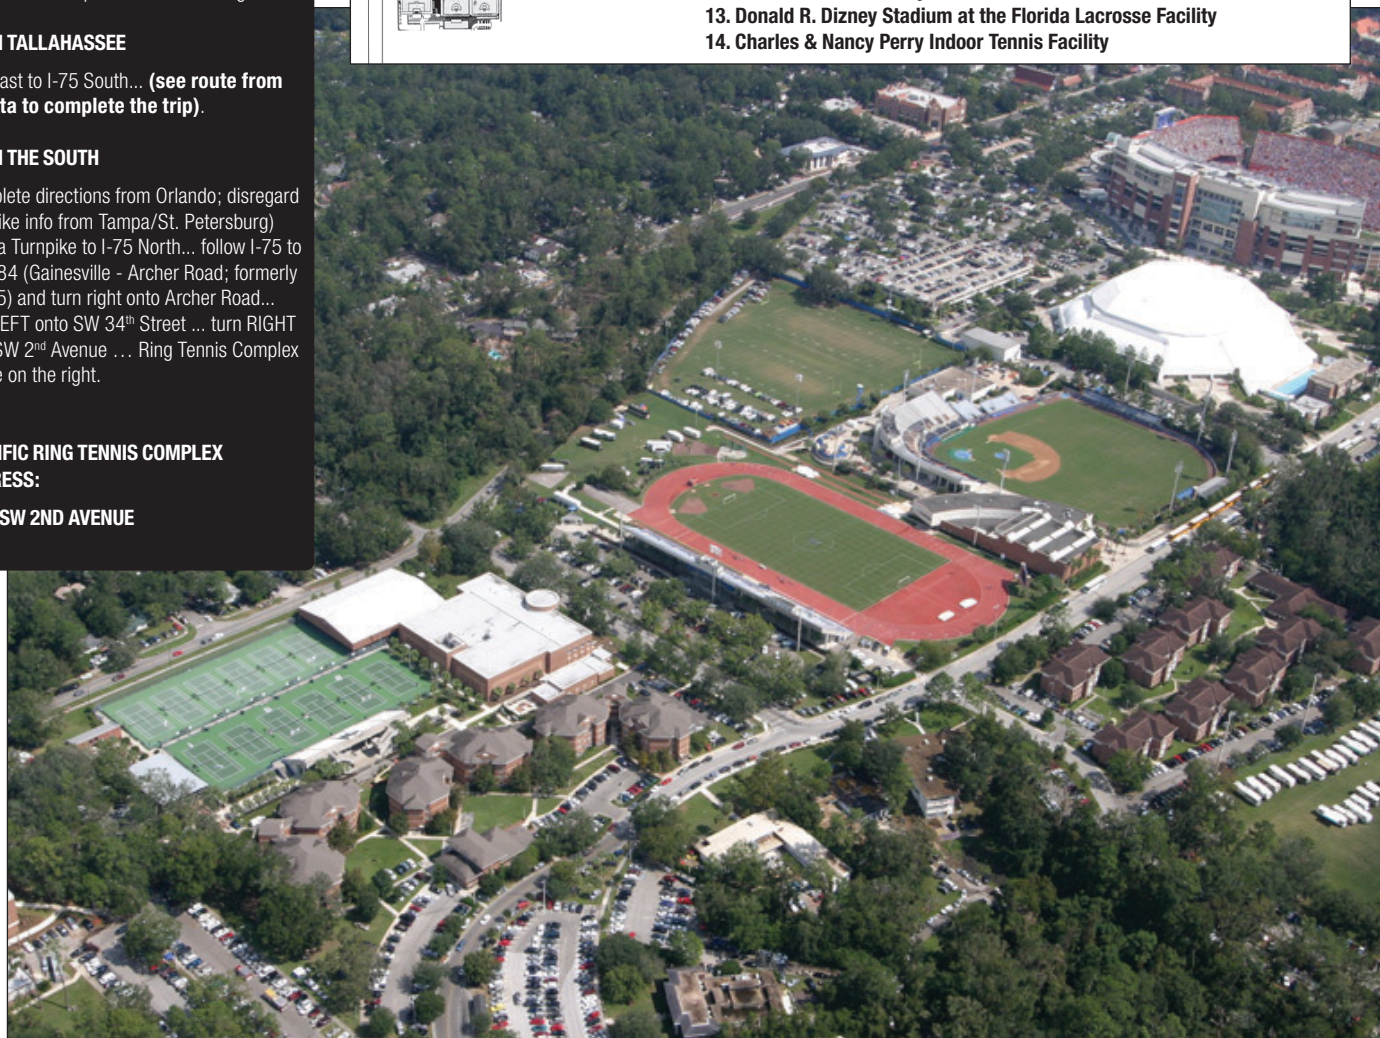 TALLAHASSEE
ast to I-75 South... (see route from
ta to complete the trip).
THE SOUTH
plete directions from Orlando; disregard
ike info from Tampa/St. Petersburg)
a Turnpike to I-75 North... follow I-75 to
84 (Gainesville - Archer Road; formerly
5) and turn right onto Archer Road...
EFT onto SW 34th Street ... turn RIGHT
SW 2nd Avenue … Ring Tennis Complex
e on the right.
IFIC RING TENNIS COMPLEX
RESS:
SW 2ND AVENUE
13. Donald R. Dizney Stadium at the Florida Lacrosse Facility
14. Charles & Nancy Perry Indoor Tennis Facility